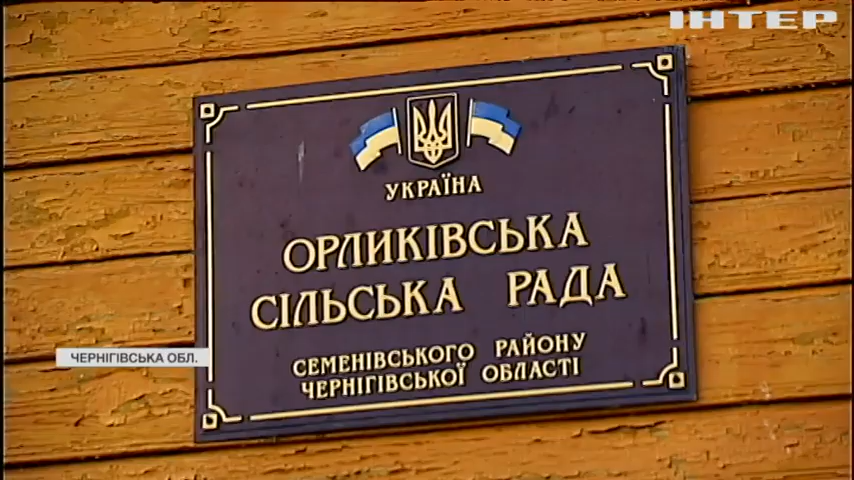 ІНТЕР
УКРАЇНА
ОРЛИКІВСЬКА
СІЛЬСЬКА РАДА
СЕМЕНІВСЬКОГО РАЙОНУ
ЧЕРНІГІВСЬКОЇ ОБЛАСТІ
ЧЕРНІГІВСЬКА ОБЛ.